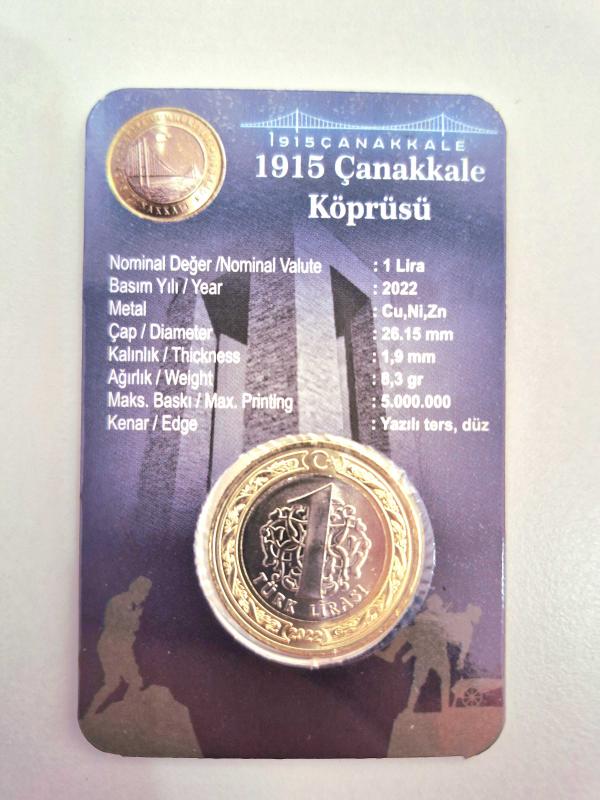 1915ÇANAKKALE
1915 Çanakkale
Köprüsü
Nominal Değer /Nominal Valute : 1 Lira
Basım Yılı / Year : 2022
Metal : Cu,Ni,Zn
Çap / Diameter : 26.15 mm
Kalınlık / Thickness : 1,9 mm
Ağırlık / Weight : 8,3 gr
Maks. Baskı / Max. Printing : 5.000.000
Kenar / Edge : Yazılı ters, düz
1
TÜRK LİRASI
2022